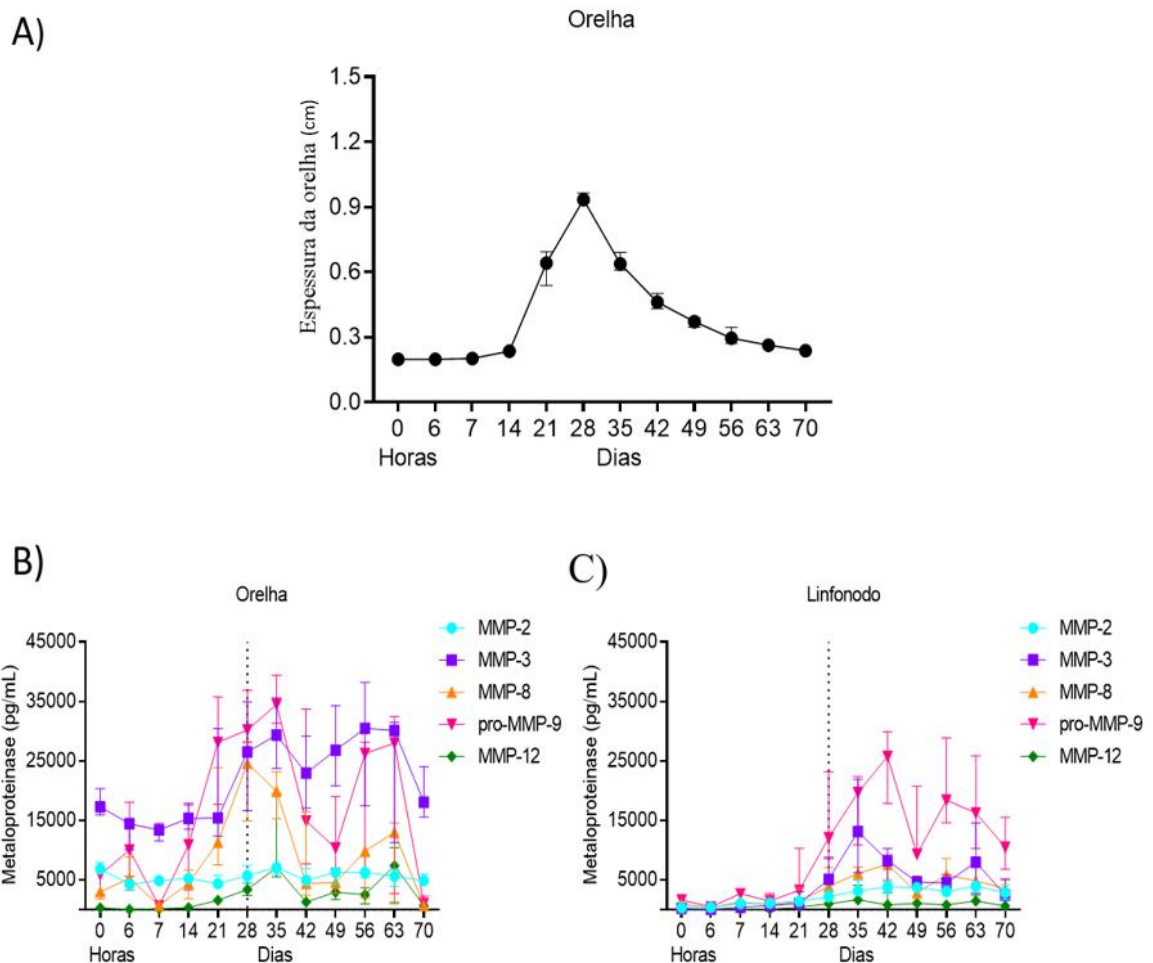 A)
Orelha
Espessura da orelha (cm)
1.5
1.2
0.9
0.6
0.3
0.0
0 6 7 14 21 28 35 42 49 56 63 70
Horas Dias
B)
Orelha
Metaloproteinase (pg/mL)
45000
35000
25000
15000
5000
0 6 7 14 21 28 35 42 49 56 63 70
Horas Dias
MMP-2
MMP-3
MMP-8
pro-MMP-9
MMP-12
C)
Linfonodo
Metaloproteinase (pg/mL)
45000
35000
25000
15000
5000
0 6 7 14 21 28 35 42 49 56 63 70
Horas Dias
MMP-2
MMP-3
MMP-8
pro-MMP-9
MMP-12